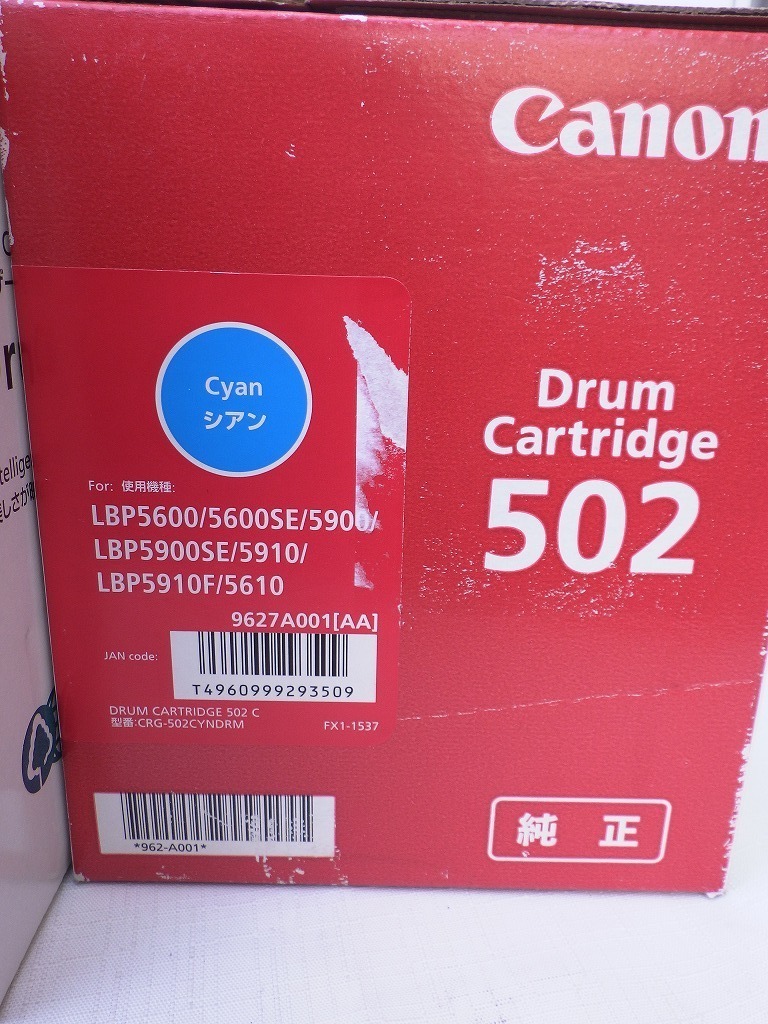 Canon
Drum
Cartridge
502
Cyan
シアン
For: 使用機種:
LBP5600/5600SE/5900/
LBP5900SE/5910/
LBP5910F/5610
9627A001[AA]
JAN code:
T4960999293509
DRUM CARTRIDGE 502 C
型番:CRG-502CYNDRM
FX1-1537
*962-A001*
純正